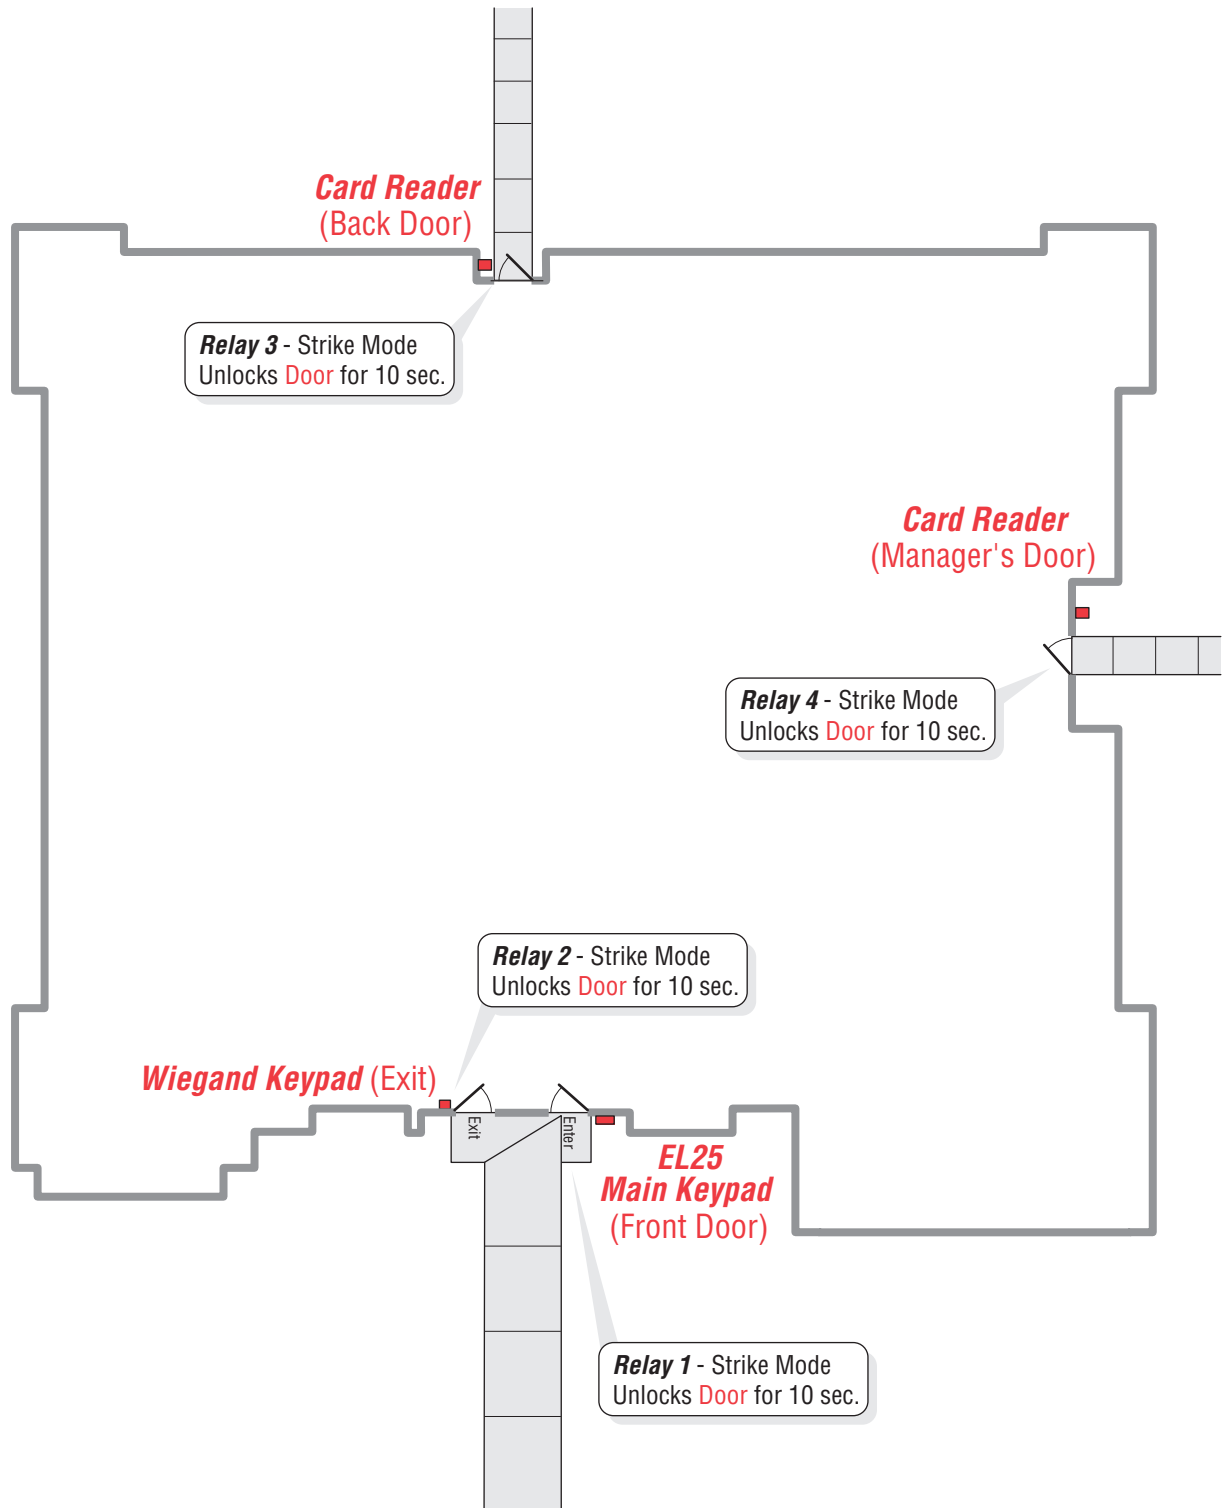 Card Reader
(Back Door)
Relay 3 - Strike Mode
Unlocks Door for 10 sec.
Card Reader
(Manager's Door)
Relay 4 - Strike Mode
Unlocks Door for 10 sec.
Relay 2 - Strike Mode
Unlocks Door for 10 sec.
Wiegand Keypad (Exit)
Exit
Enter
EL25
Main Keypad
(Front Door)
Relay 1 - Strike Mode
Unlocks Door for 10 sec.